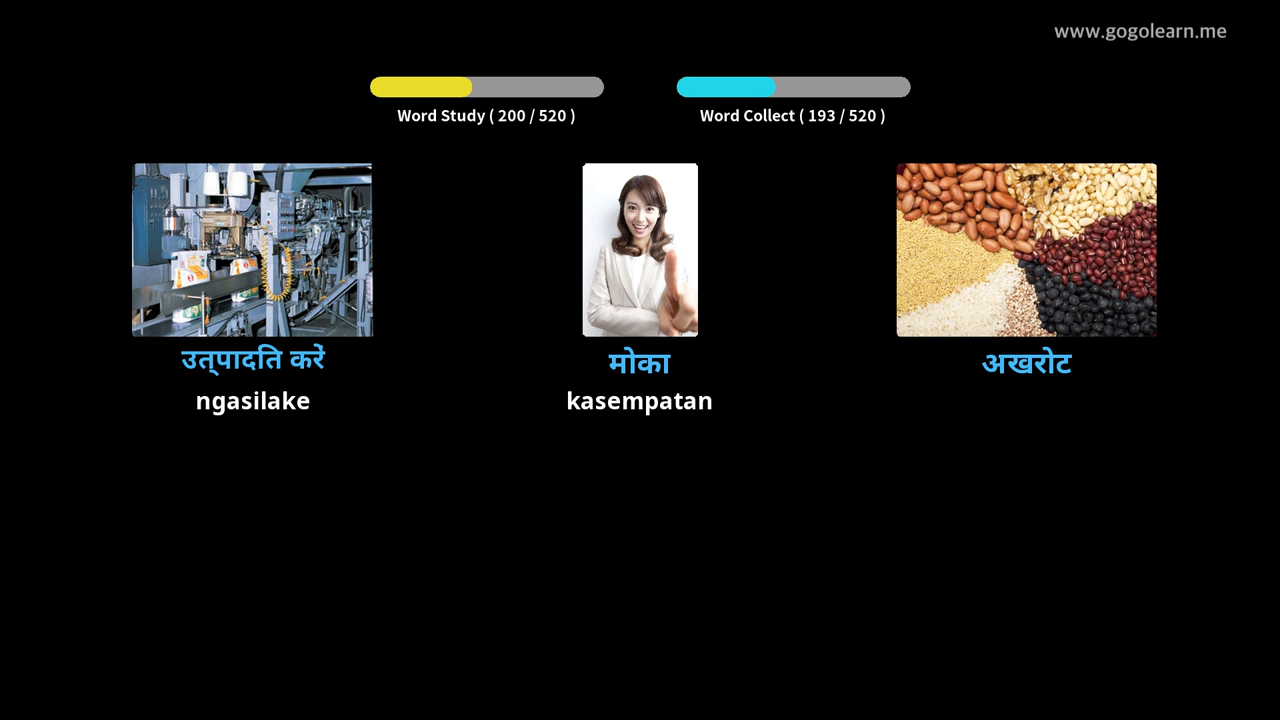 www.gogolearn.me
Word Study ( 200 / 520 )
Word Collect ( 193 / 520 )
उत्पादति करें
मोका
अखरोट
ngasilake
kasempatan